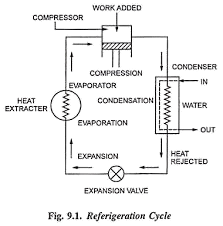 WORK ADDED
COMPRESSOR
CONDENSER
IN
COMPRESSION
EVAPORATOR
CONDENSATION
WATER
HEAT
EXTRACTER
EVAPORATION
OUT
EXPANSION
HEAT
REJECTED
EXPANSION VALVE
Fig. 9.1. Referigeration Cycle